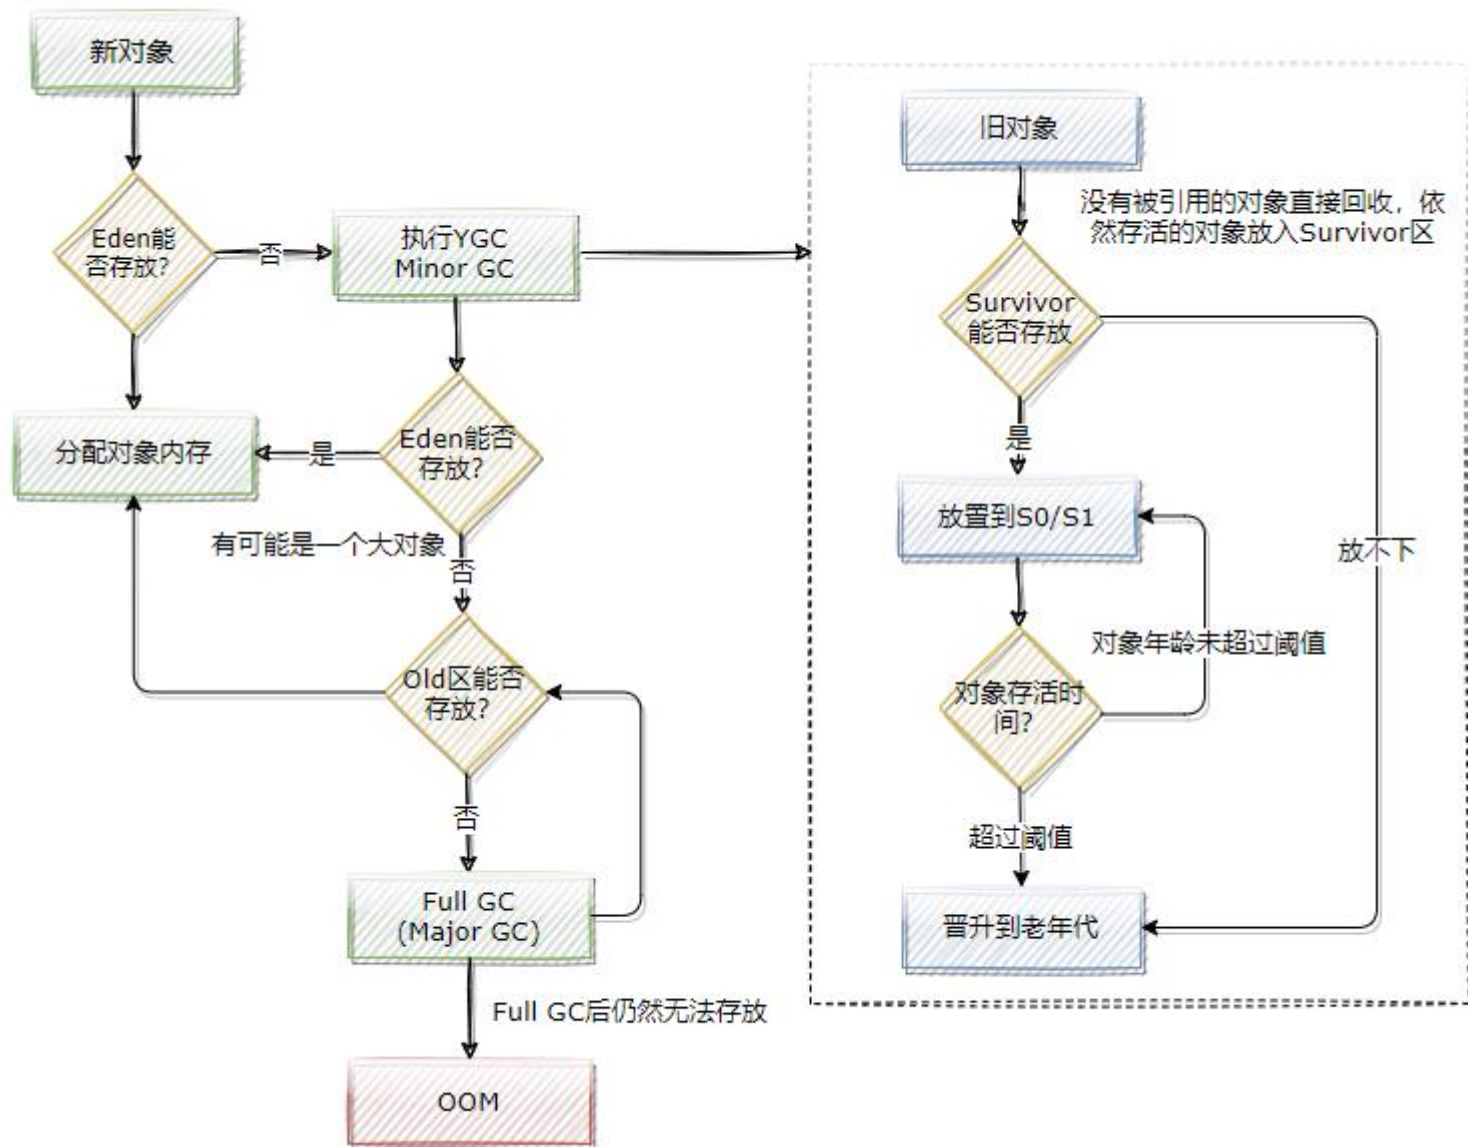 新对象
Eden能
否存放?
否
执行YGC
Minor GC
分配对象内存
是
Eden能否
存放?
有可能是一个大对象
否
Old区能否
存放?
否
Full GC
(Major GC)
Full GC后仍然无法存放
OOM
旧对象
没有被引用的对象直接回收，依
然存活的对象放入Survivor区
Survivor
能否存放
是
放置到S0/S1
放不下
对象年龄未超过阈值
对象存活时
间?
超过阈值
晋升到老年代